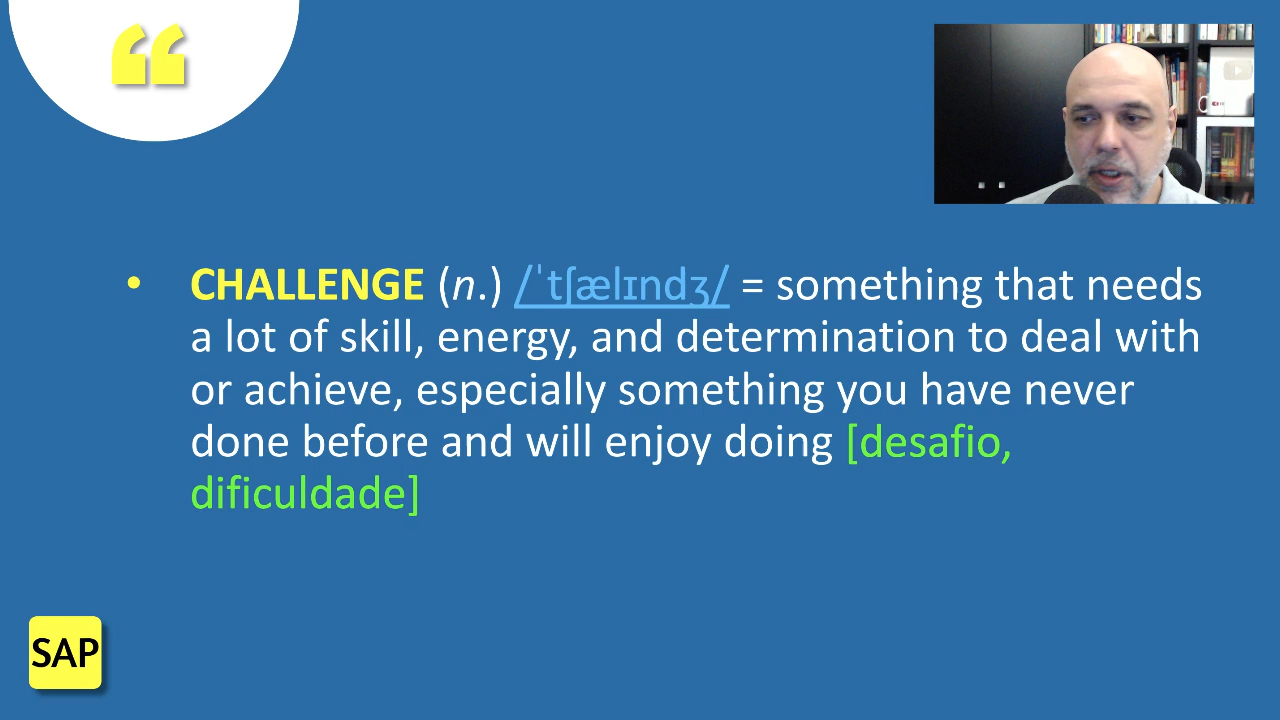 • CHALLENGE (n.) /ˈtʃælɪndʒ/ = something that needs
a lot of skill, energy, and determination to deal with
or achieve, especially something you have never
done before and will enjoy doing [desafio,
dificuldade]
SAP